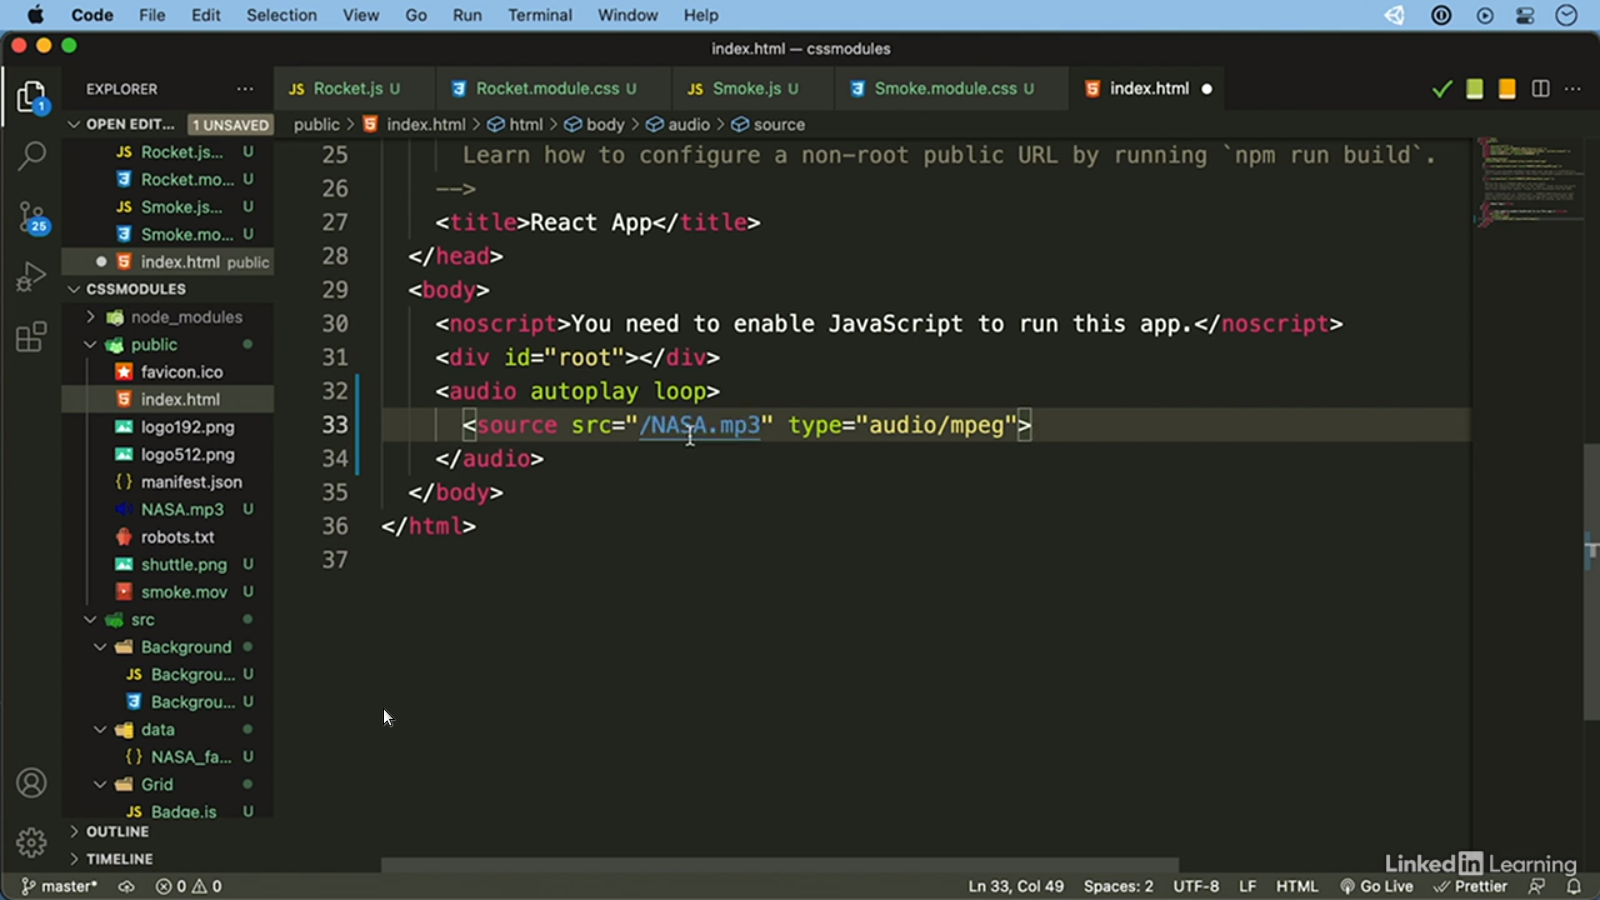 Code File Edit Selection View Go Run Terminal Window Help
index.html — cssmodules
EXPLORER ···
JS Rocket.js U
Rocket.module.css U
JS Smoke.js U
Smoke.module.css U
index.html
OPEN EDIT... 1 UNSAVED
public > index.html > html > body > audio > source
JS Rocket.js... U
Rocket.mo... U
JS Smoke.js... U
Smoke.mo... U
index.html public
CSSMODULES
node_modules
public
favicon.ico
index.html
logo192.png
logo512.png
{} manifest.json
NASA.mp3 U
robots.txt
shuttle.png U
smoke.mov U
src
Background
JS Backgrou... U
Backgrou... U
data
{} NASA_fa... U
Grid
JS Badge.js U
OUTLINE
TIMELINE
1
25
25 Learn how to configure a non-root public URL by running `npm run build`.
26 -->
27 <title>React App</title>
28 </head>
29 <body>
30 <noscript>You need to enable JavaScript to run this app.</noscript>
31 <div id="root"></div>
32 <audio autoplay loop>
33 <source src="/NASA.mp3" type="audio/mpeg">
34 </audio>
35 </body>
36 </html>
37
LinkedIn Learning
master* 0 0 Ln 33, Col 49 Spaces: 2 UTF-8 LF HTML Go Live Prettier